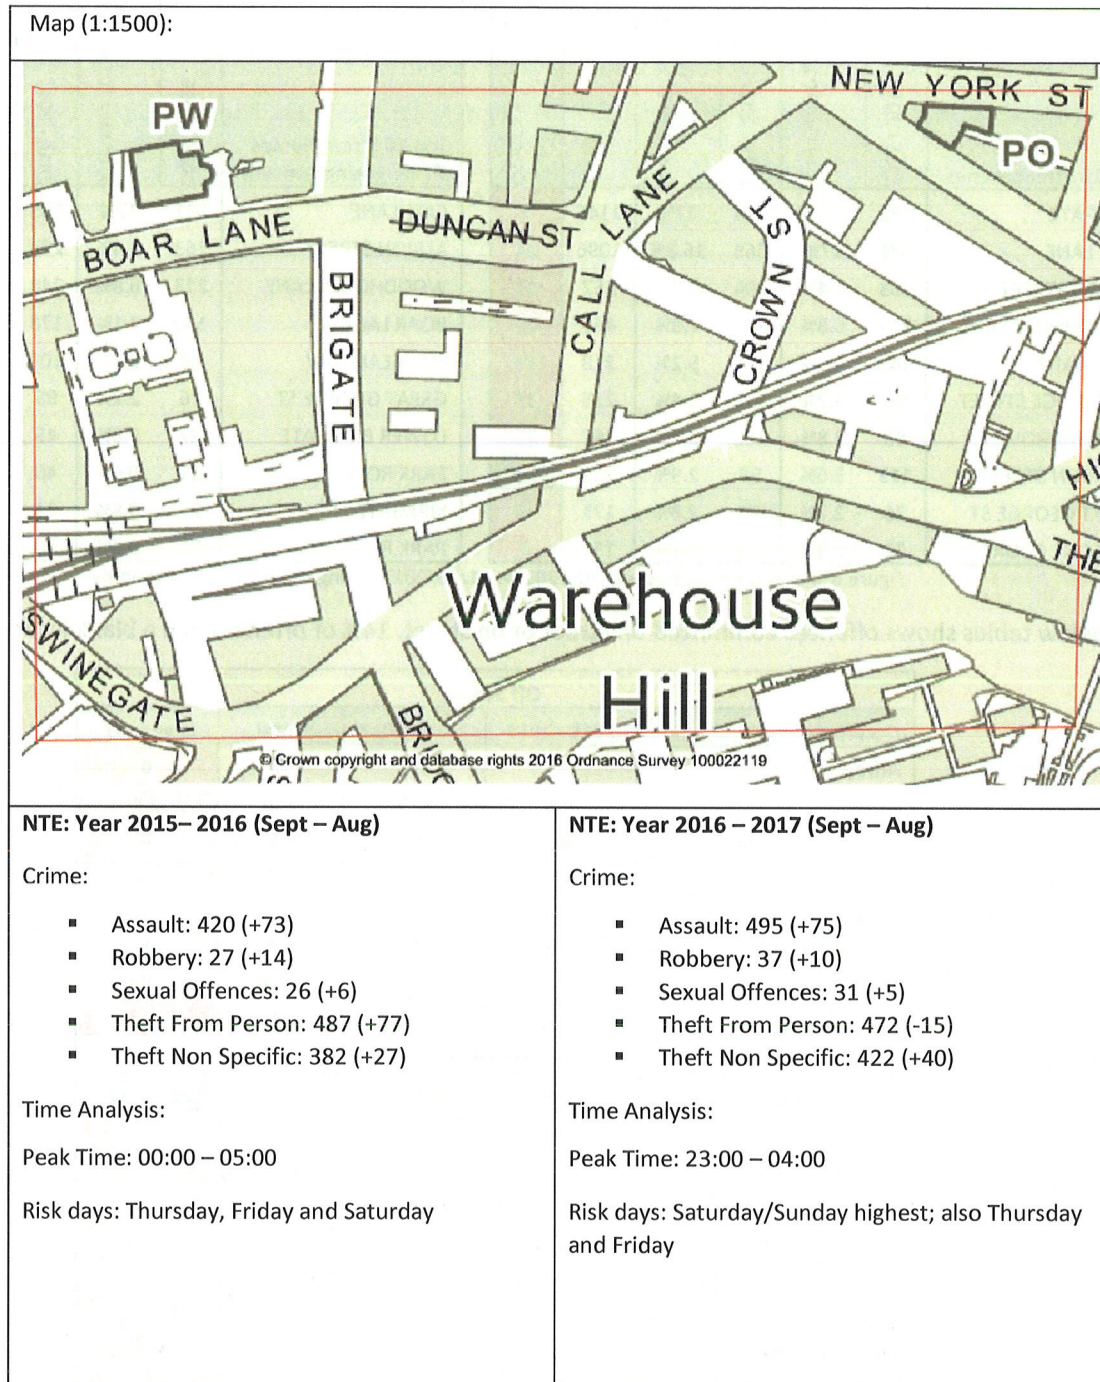 Map (1:1500):
NEW YORK ST
PW
PO
BOAR LANE
DUNCAN ST
CALL LANE
CROWN ST
BRIGATE
THE
Warehouse
Hill
SWINEGATE
© Crown copyright and database rights 2016 Ordnance Survey 100022119
NTE: Year 2015– 2016 (Sept – Aug)
Crime:
▪ Assault: 420 (+73)
▪ Robbery: 27 (+14)
▪ Sexual Offences: 26 (+6)
▪ Theft From Person: 487 (+77)
▪ Theft Non Specific: 382 (+27)
Time Analysis:
Peak Time: 00:00 – 05:00
Risk days: Thursday, Friday and Saturday
NTE: Year 2016 – 2017 (Sept – Aug)
Crime:
▪ Assault: 495 (+75)
▪ Robbery: 37 (+10)
▪ Sexual Offences: 31 (+5)
▪ Theft From Person: 472 (-15)
▪ Theft Non Specific: 422 (+40)
Time Analysis:
Peak Time: 23:00 – 04:00
Risk days: Saturday/Sunday highest; also Thursday
and Friday